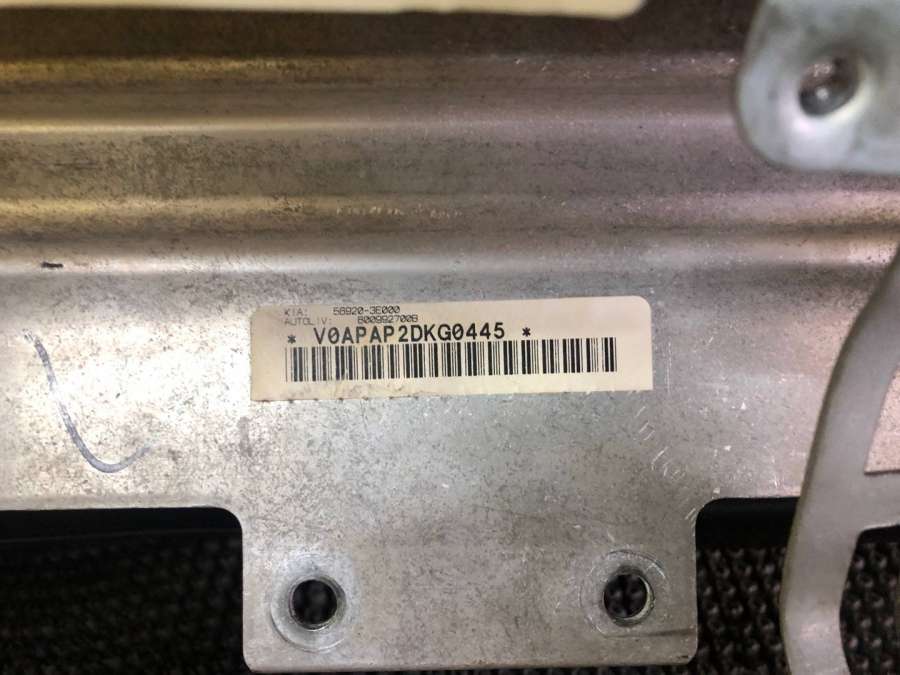 KIA: 56920-3E000
AUTOLIV: 600992700B
* V0APAP2DKG0445 *